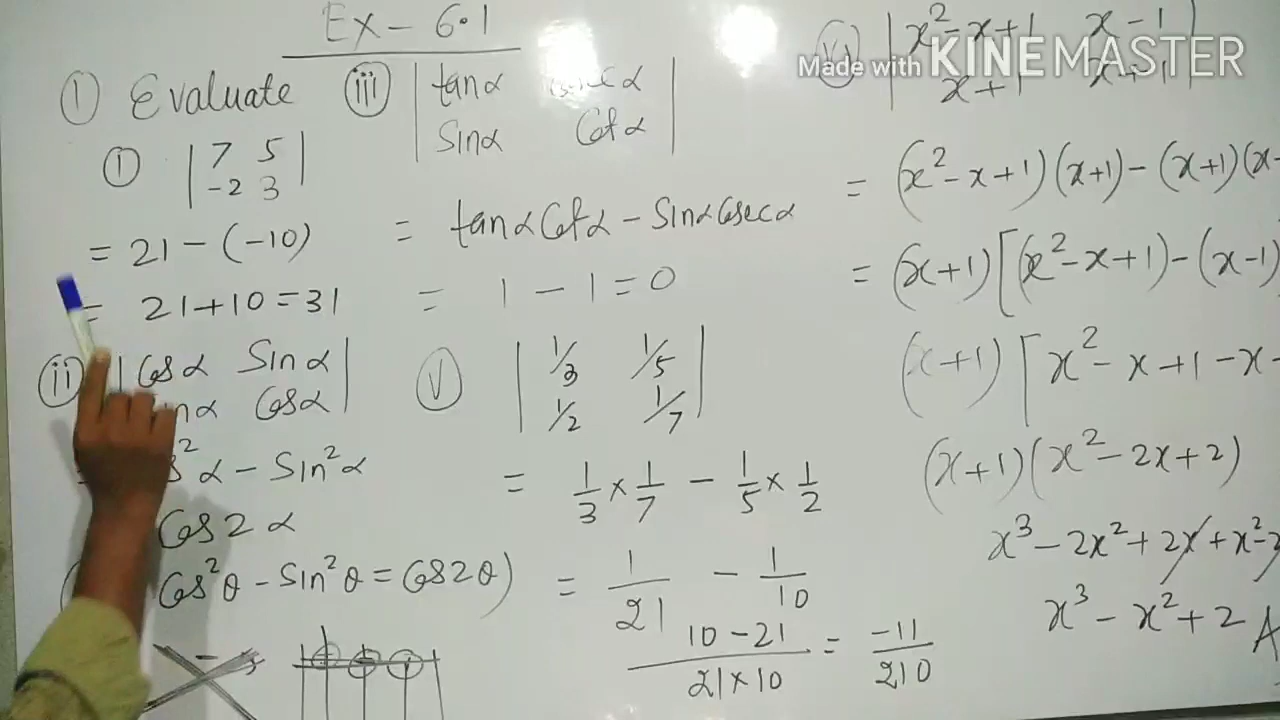 Ex - 6.1
① Evaluate
① | 7 5 |
| -2 3 |
= 21 - (-10)
= 21 + 10 = 31
ⅱ | Cosα Sinα |
Cosα |
²α - Sin²α
Cos2α
Cos²θ - Sin²θ = Cos2θ)
ⅲ | tanα |
| Sinα Cotα |
= tanα Cotα - Sinα Cosecα
= 1 - 1 = 0
Ⅴ | 1/3 1/5 |
| 1/2 1/7 |
= 1/3 × 1/7 - 1/5 × 1/2
= 1/21 - 1/10
10 - 21 / 21 × 10 = -11/210
Made with KINEMASTER
| x² - x + 1 x - 1 |
| x + 1 x + 1 |
= (x² - x + 1)(x + 1) - (x + 1)(x -
= (x + 1)[(x² - x + 1) - (x - 1)
(x + 1)[x² - x + 1 - x -
(x + 1)(x² - 2x + 2)
x³ - 2x² + 2x + x² - 2
x³ - x² + 2 A